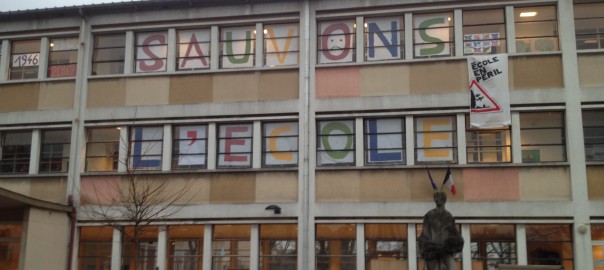 1946
SAUVONS
ÉCOLE
EN
PÉRIL
L'ECOLE